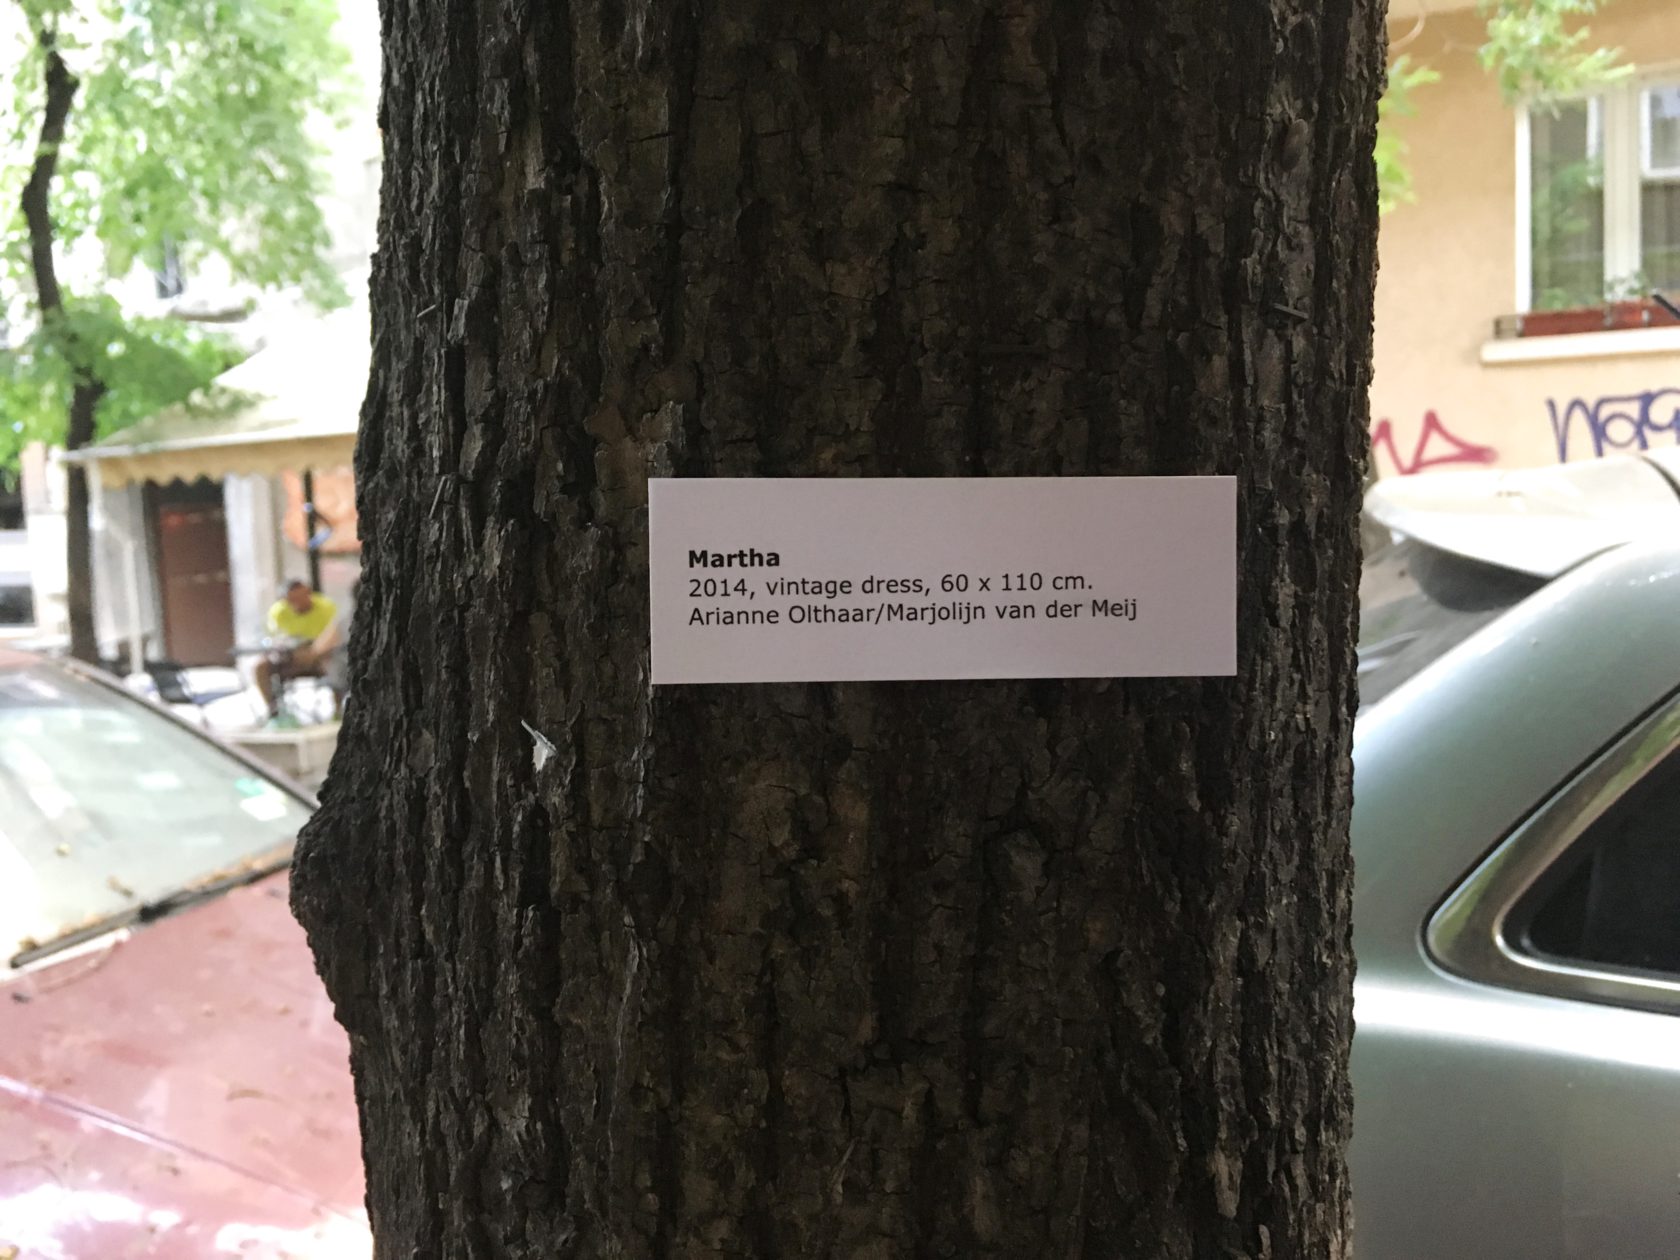 Martha
2014, vintage dress, 60 x 110 cm.
Arianne Olthaar/Marjolijn van der Meij